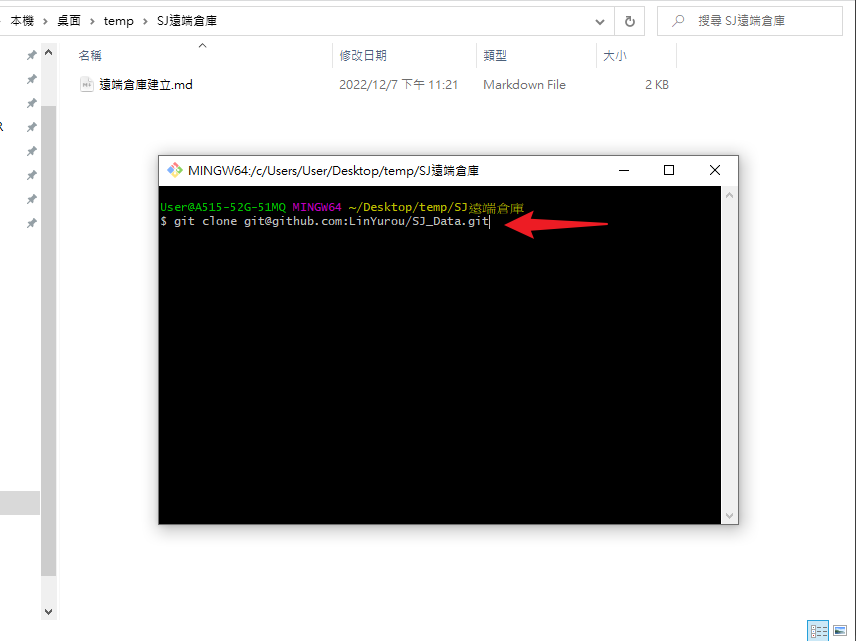 本機 > 桌面 > temp > SJ遠端倉庫
搜尋 SJ遠端倉庫
名稱 修改日期 類型 大小
遠端倉庫建立.md 2022/12/7 下午 11:21 Markdown File 2 KB
R
MINGW64:/c/Users/User/Desktop/temp/SJ遠端倉庫
User@A515-52G-51MQ MINGW64 ~/Desktop/temp/SJ遠端倉庫
$ git clone git@github.com:LinYurou/SJ_Data.git